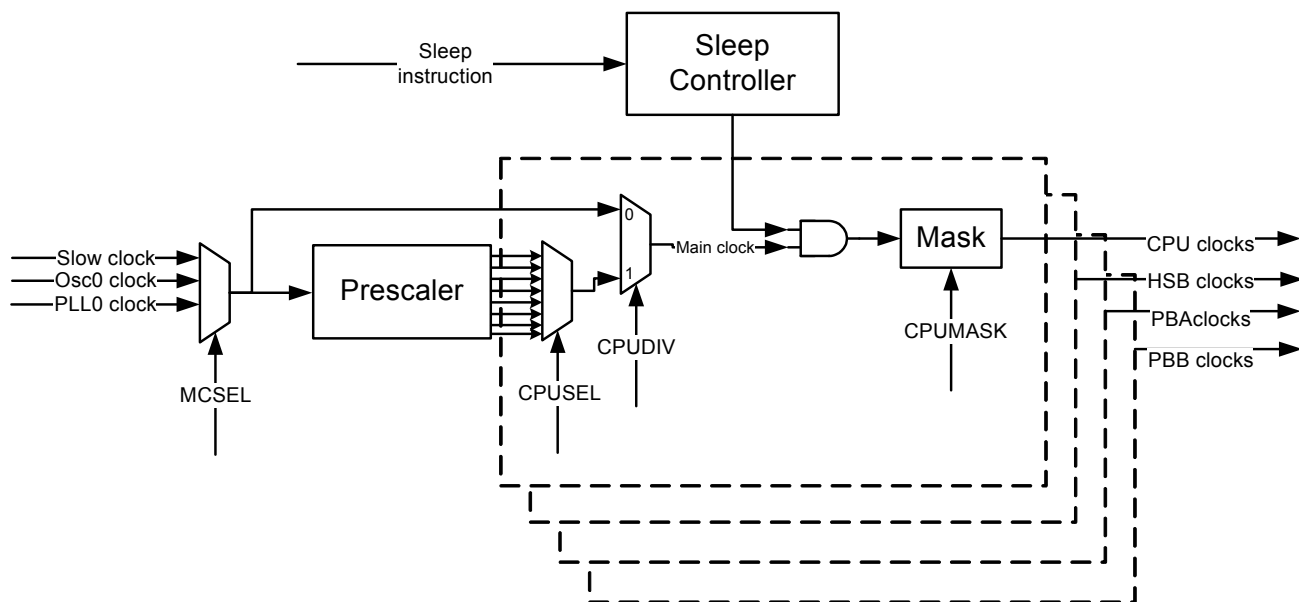 Sleep
instruction
Sleep
Controller
0
1
Slow clock
Osc0 clock
PLL0 clock
Prescaler
Main clock
Mask
CPU clocks
HSB clocks
PBAclocks
PBB clocks
MCSEL
CPUSEL
CPUDIV
CPUMASK